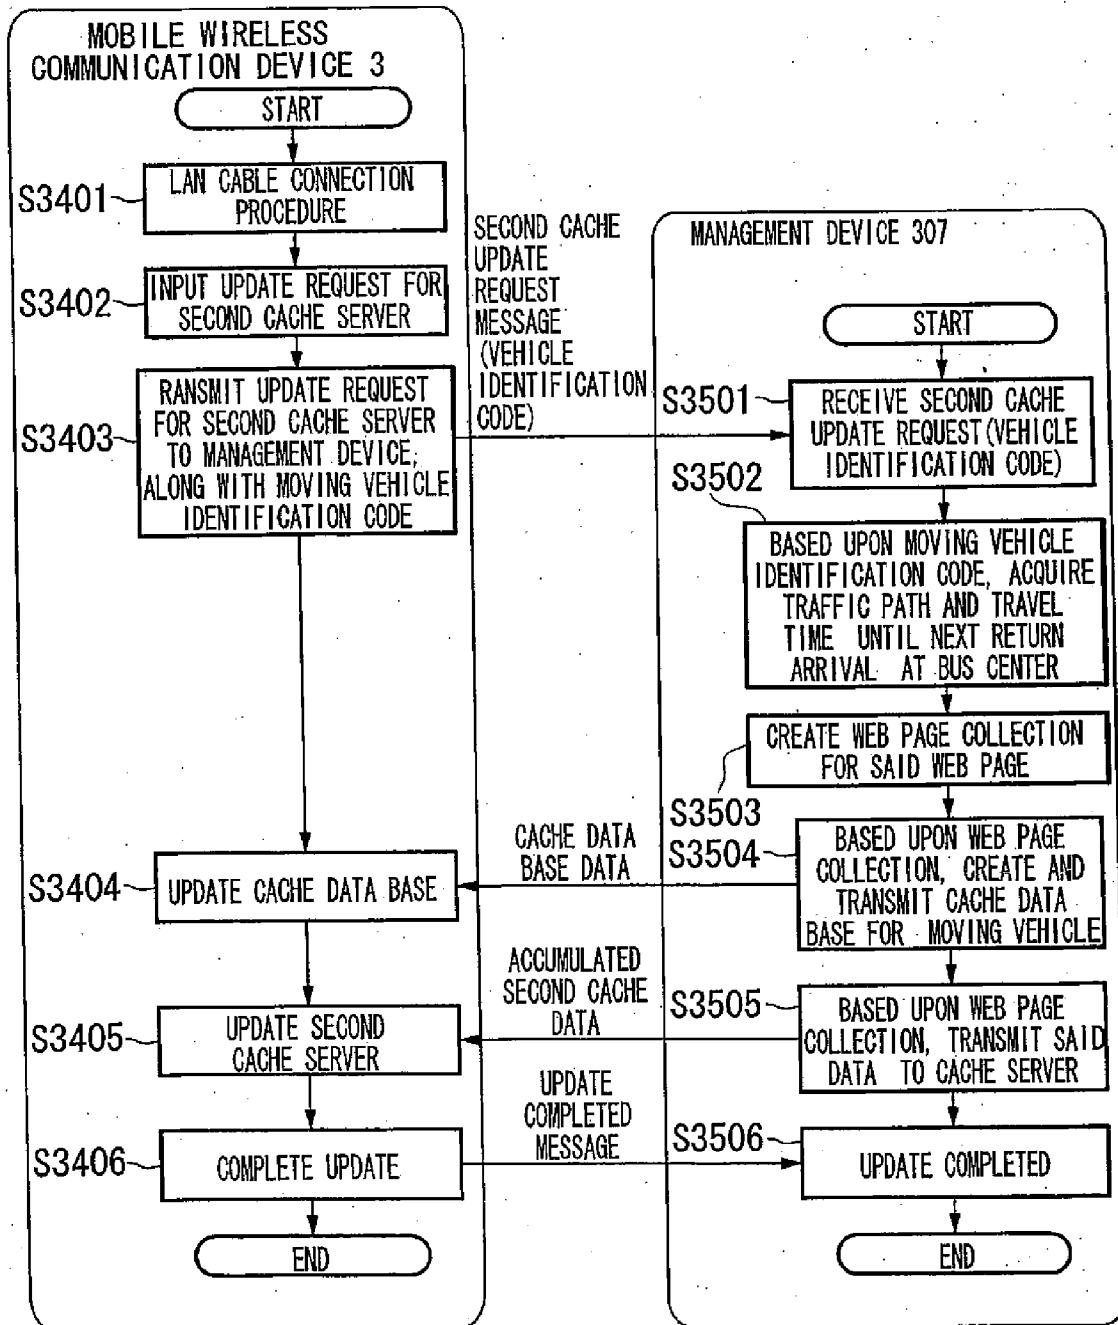 MOBILE WIRELESS
COMMUNICATION DEVICE 3
START
S3401
LAN CABLE CONNECTION
PROCEDURE
S3402
INPUT UPDATE REQUEST FOR
SECOND CACHE SERVER
S3403
RANSMIT UPDATE REQUEST
FOR SECOND CACHE SERVER
TO MANAGEMENT DEVICE,
ALONG WITH MOVING VEHICLE
IDENTIFICATION CODE
S3404
UPDATE CACHE DATA BASE
S3405
UPDATE SECOND
CACHE SERVER
S3406
COMPLETE UPDATE
END
SECOND CACHE
UPDATE
REQUEST
MESSAGE
(VEHICLE
IDENTIFICATION
CODE)
CACHE DATA
BASE DATA
ACCUMULATED
SECOND CACHE
DATA
UPDATE
COMPLETED
MESSAGE
MANAGEMENT DEVICE 307
START
S3501
RECEIVE SECOND CACHE
UPDATE REQUEST(VEHICLE
IDENTIFICATION CODE)
S3502
BASED UPON MOVING VEHICLE
IDENTIFICATION CODE, ACQUIRE
TRAFFIC PATH AND TRAVEL
TIME UNTIL NEXT RETURN
ARRIVAL AT BUS CENTER
CREATE WEB PAGE COLLECTION
FOR SAID WEB PAGE
S3503
S3504
BASED UPON WEB PAGE
COLLECTION, CREATE AND
TRANSMIT CACHE DATA
BASE FOR MOVING VEHICLE
S3505
BASED UPON WEB PAGE
COLLECTION, TRANSMIT SAID
DATA TO CACHE SERVER
S3506
UPDATE COMPLETED
END